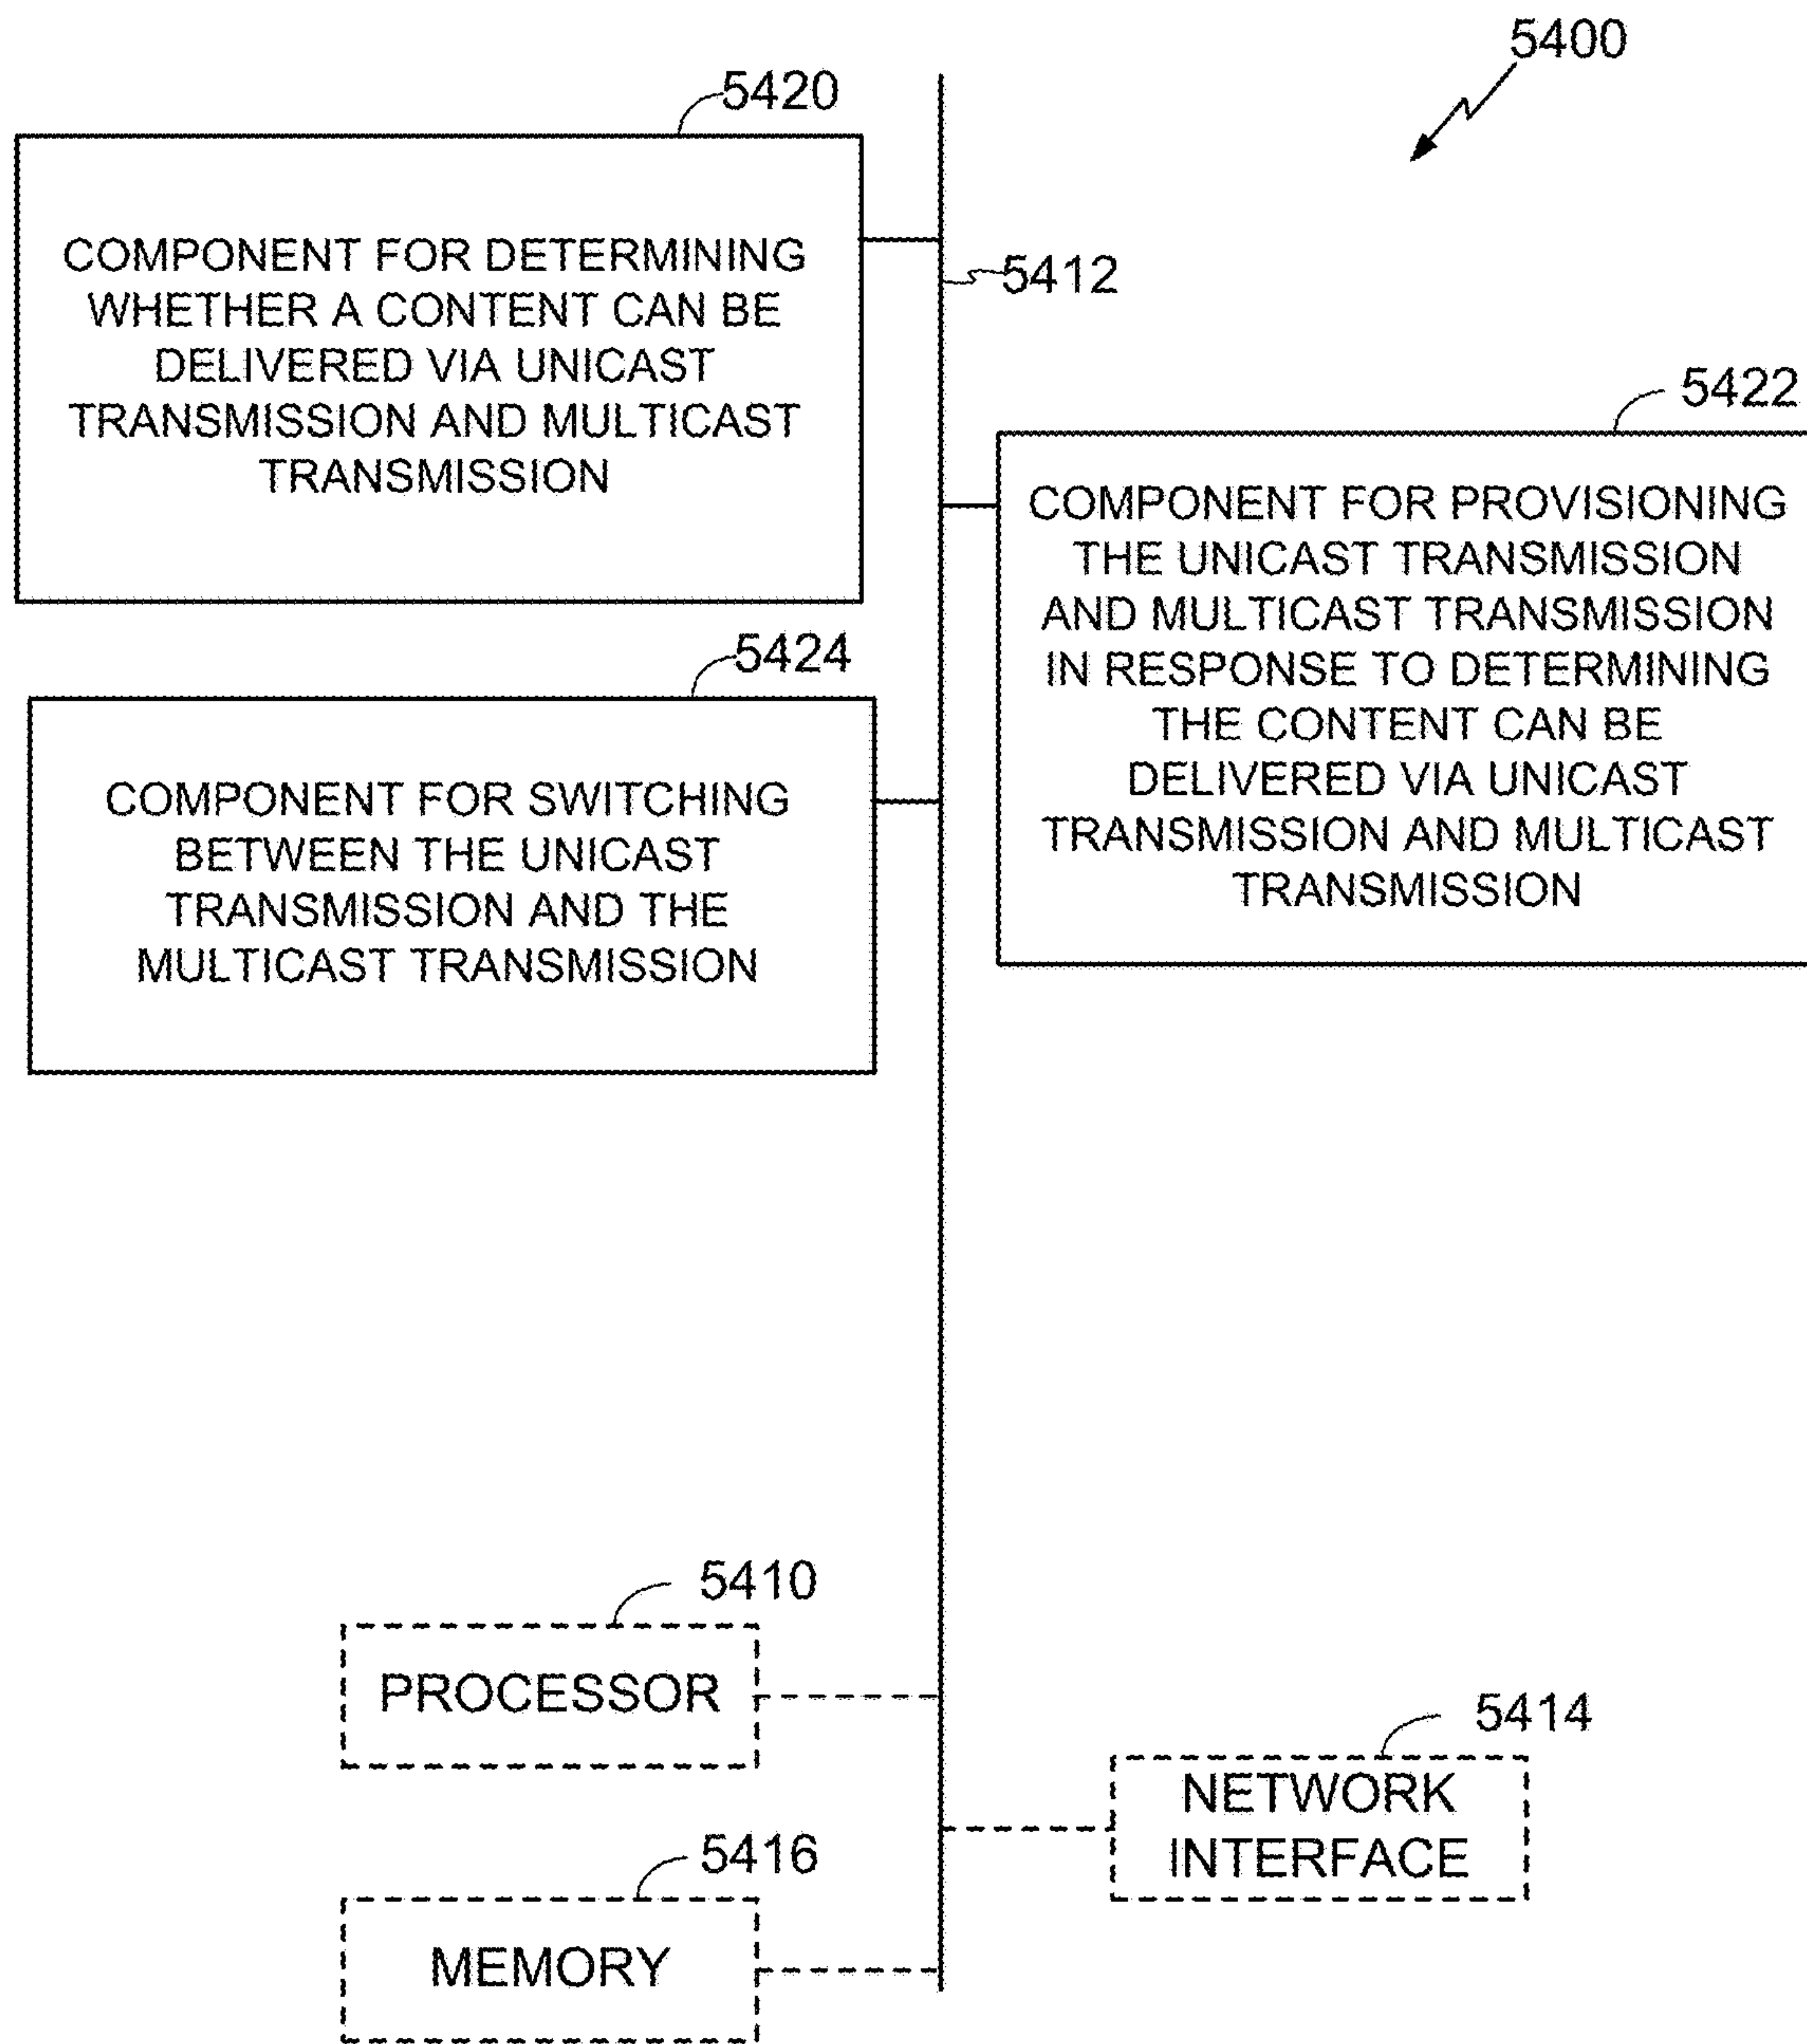 5400
5420
COMPONENT FOR DETERMINING
WHETHER A CONTENT CAN BE
DELIVERED VIA UNICAST
TRANSMISSION AND MULTICAST
TRANSMISSION
5412
5422
COMPONENT FOR PROVISIONING
THE UNICAST TRANSMISSION
AND MULTICAST TRANSMISSION
IN RESPONSE TO DETERMINING
THE CONTENT CAN BE
DELIVERED VIA UNICAST
TRANSMISSION AND MULTICAST
TRANSMISSION
5424
COMPONENT FOR SWITCHING
BETWEEN THE UNICAST
TRANSMISSION AND THE
MULTICAST TRANSMISSION
5410
PROCESSOR
5414
NETWORK
INTERFACE
5416
MEMORY